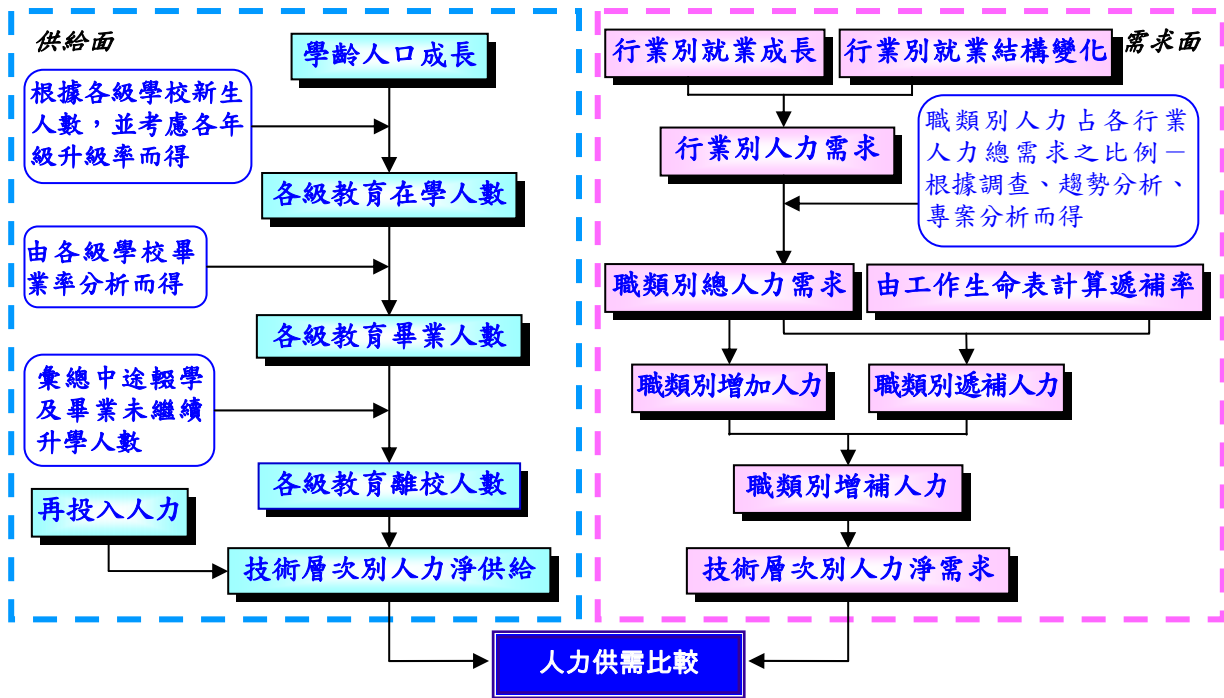 供給面
學齡人口成長
根據各級學校新生
人數，並考慮各年
級升級率而得
各級教育在學人數
由各級學校畢
業率分析而得
各級教育畢業人數
彙總中途輟學
及畢業未繼續
升學人數
各級教育離校人數
再投入人力
技術層次別人力淨供給
需求面
行業別就業成長
行業別就業結構變化
行業別人力需求
職類別人力占各行業
人力總需求之比例－
根據調查、趨勢分析、
專案分析而得
職類別總人力需求
由工作生命表計算遞補率
職類別增加人力
職類別遞補人力
職類別增補人力
技術層次別人力淨需求
人力供需比較